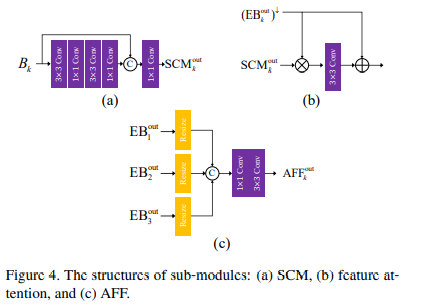 (EB_k^out)↓
B_k
3×3 Conv
1×1 Conv
3×3 Conv
1×1 Conv
C
1×1 Conv
SCM_k^out
SCM_k^out
3×3 Conv
(a)
(b)
EB_1^out
Resize
EB_2^out
Resize
C
1×1 Conv
3×3 Conv
AFF_k^out
EB_3^out
Resize
(c)
Figure 4. The structures of sub-modules: (a) SCM, (b) feature at-
tention, and (c) AFF.